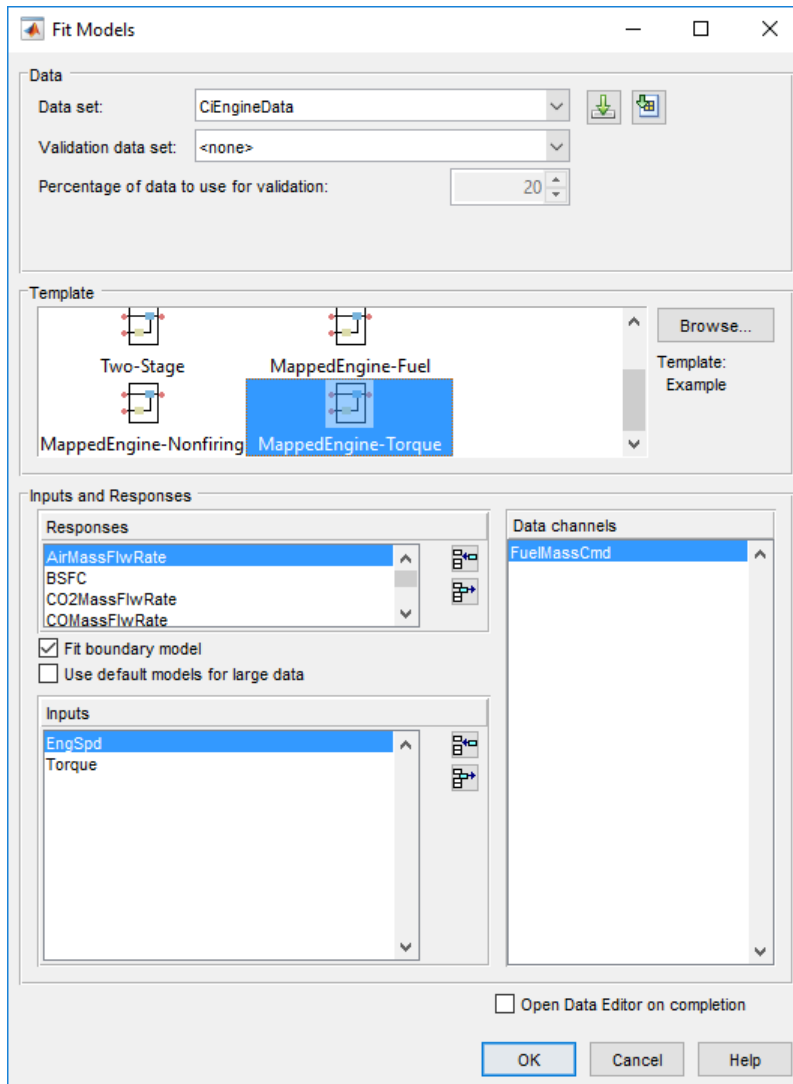 Fit Models
Data
Data set: CiEngineData
Validation data set: <none>
Percentage of data to use for validation: 20
Template
Two-Stage MappedEngine-Fuel
MappedEngine-Nonfiring MappedEngine-Torque
Browse...
Template:
Example
Inputs and Responses
Responses
AirMassFlwRate
BSFC
CO2MassFlwRate
COMassFlwRate
Fit boundary model
Use default models for large data
Inputs
EngSpd
Torque
Data channels
FuelMassCmd
Open Data Editor on completion
OK Cancel Help